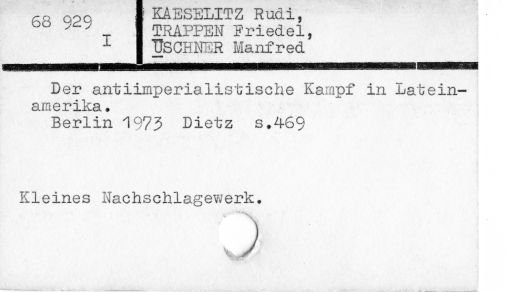 68 929
I
KAESELITZ Rudi,
TRAPPEN Friedel,
USCHNER Manfred
Der antiimperialistische Kampf in Latein-
amerika.
Berlin 1973 Dietz s.469
Kleines Nachschlagewerk.